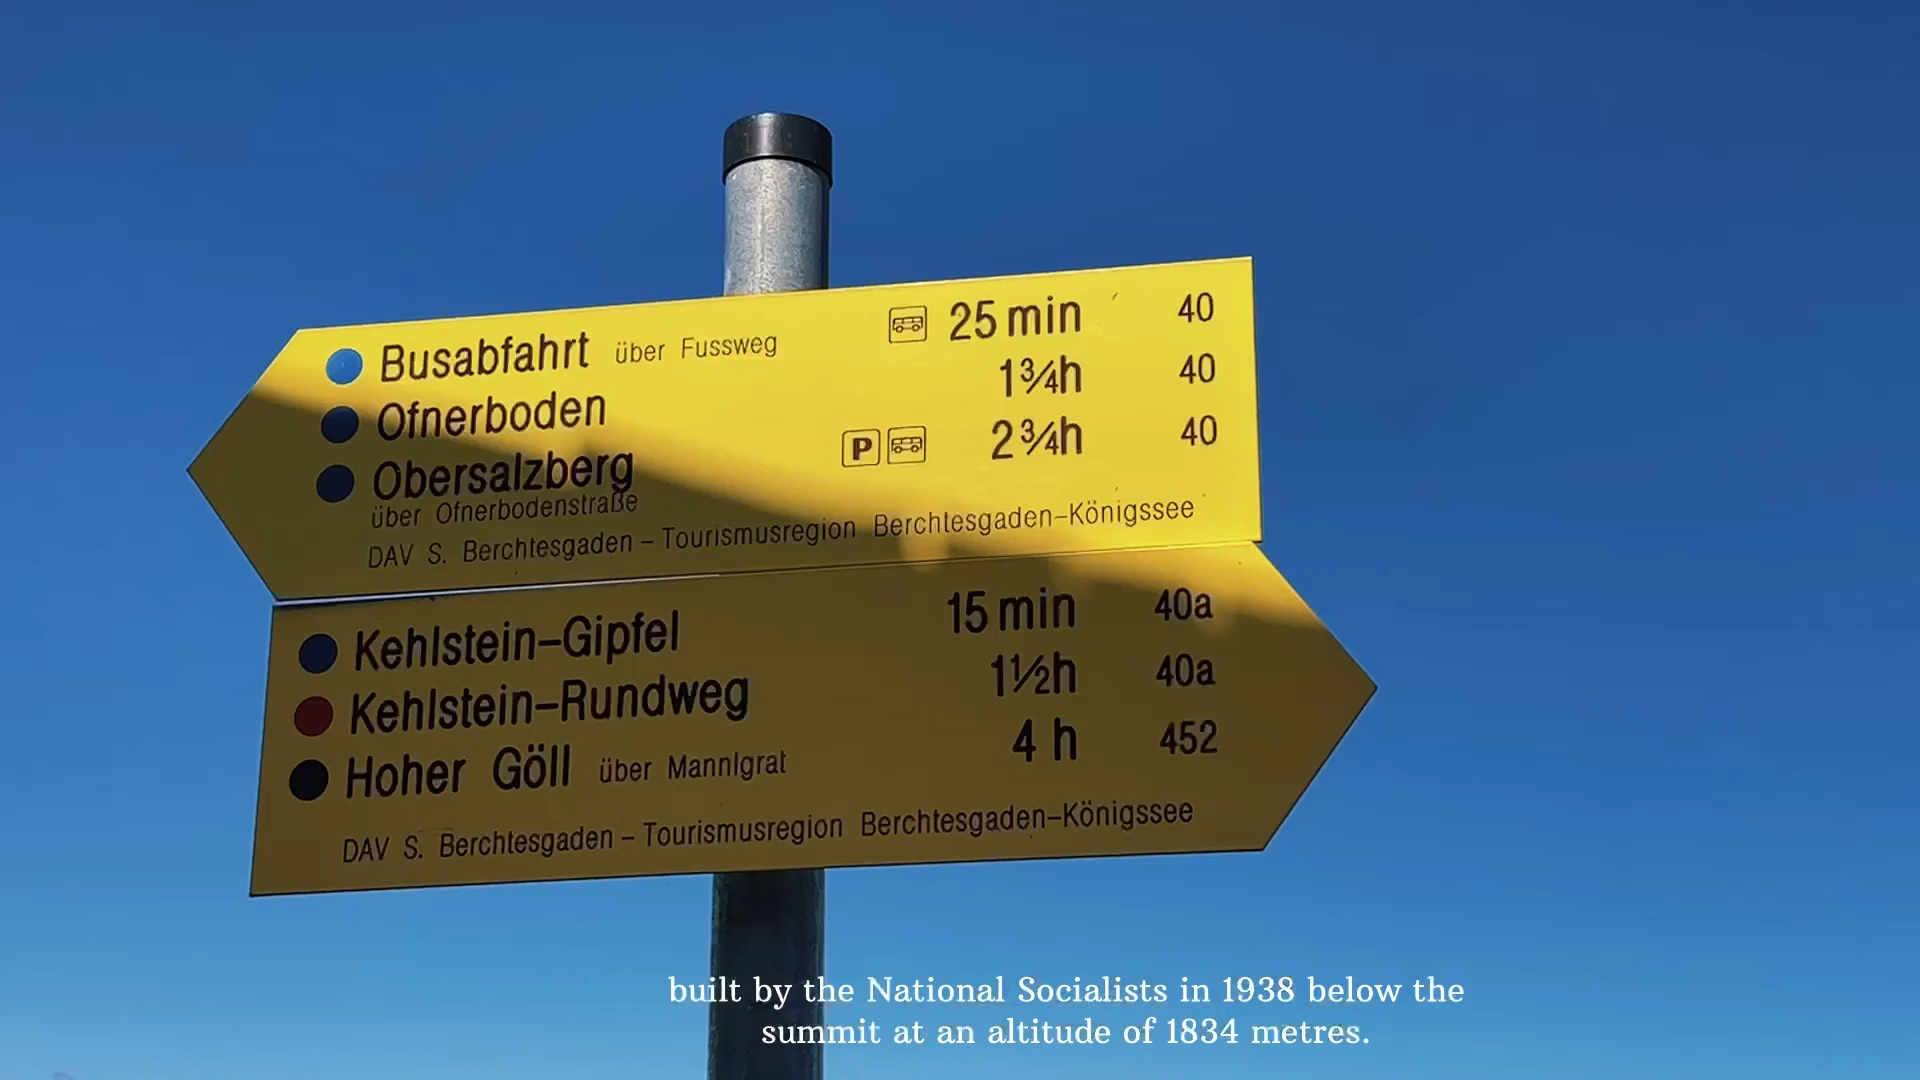 Busabfahrt über Fussweg 25 min 40
Ofnerboden 1¾h 40
Obersalzberg P 2¾h 40
über Ofnerbodenstraße
DAV S. Berchtesgaden – Tourismusregion Berchtesgaden–Königssee
Kehlstein–Gipfel 15 min 40a
Kehlstein–Rundweg 1½h 40a
Hoher Göll über Mannlgrat 4 h 452
DAV S. Berchtesgaden – Tourismusregion Berchtesgaden–Königssee
built by the National Socialists in 1938 below the
summit at an altitude of 1834 metres.